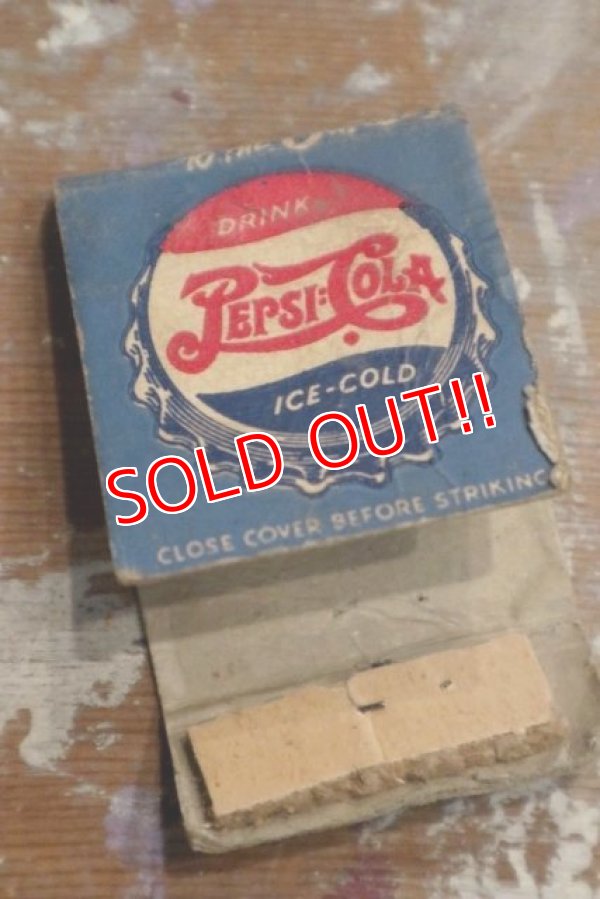 DRINK
PEPSI:COLA
ICE-COLD
SOLD OUT!!
CLOSE COVER BEFORE STRIKING